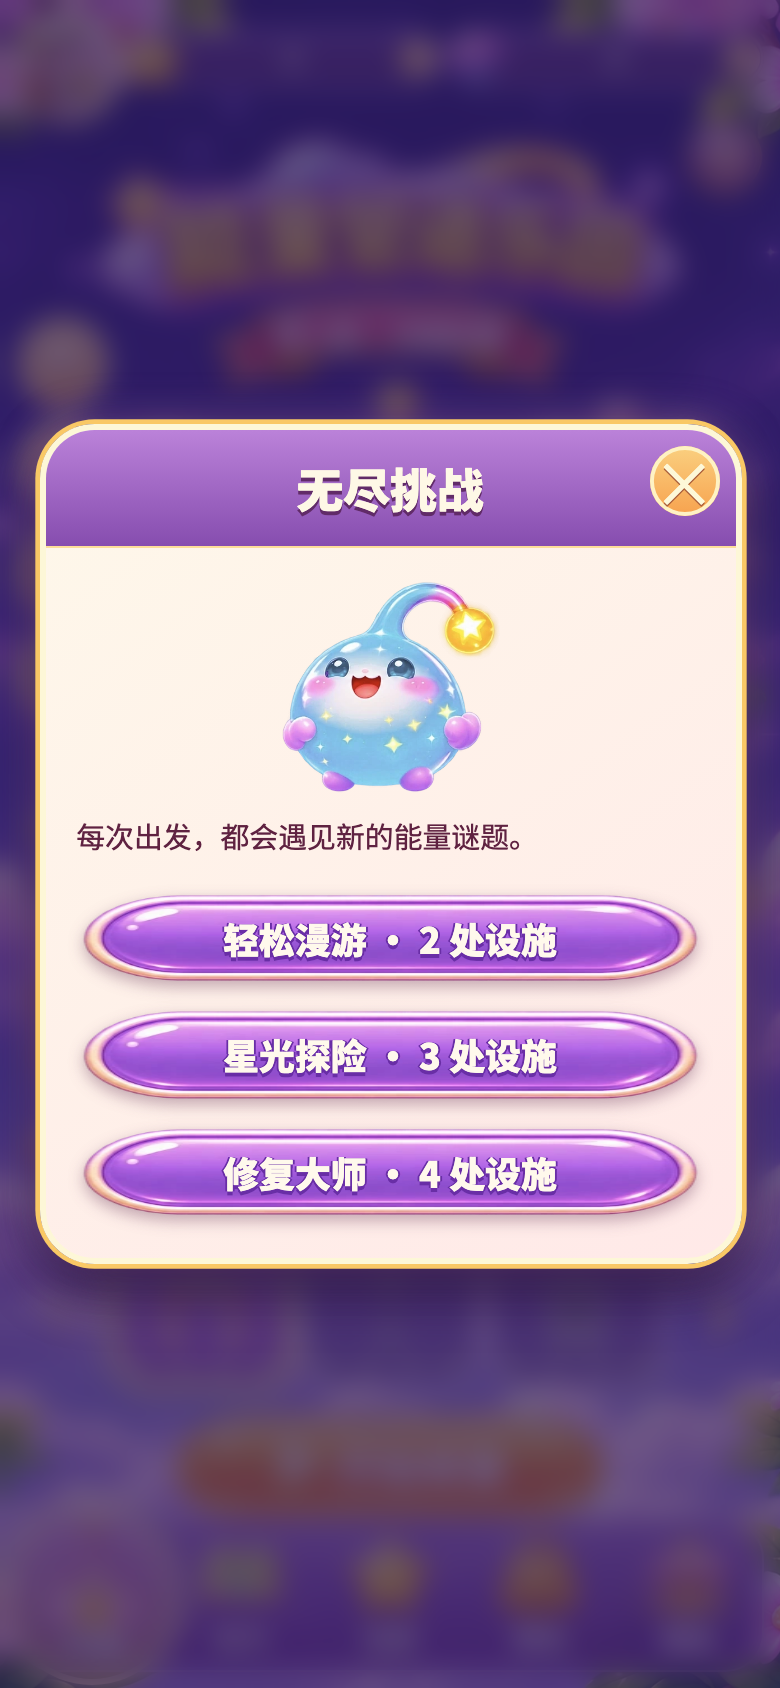 无尽挑战
每次出发，都会遇见新的能量谜题。
轻松漫游 · 2 处设施
星光探险 · 3 处设施
修复大师 · 4 处设施